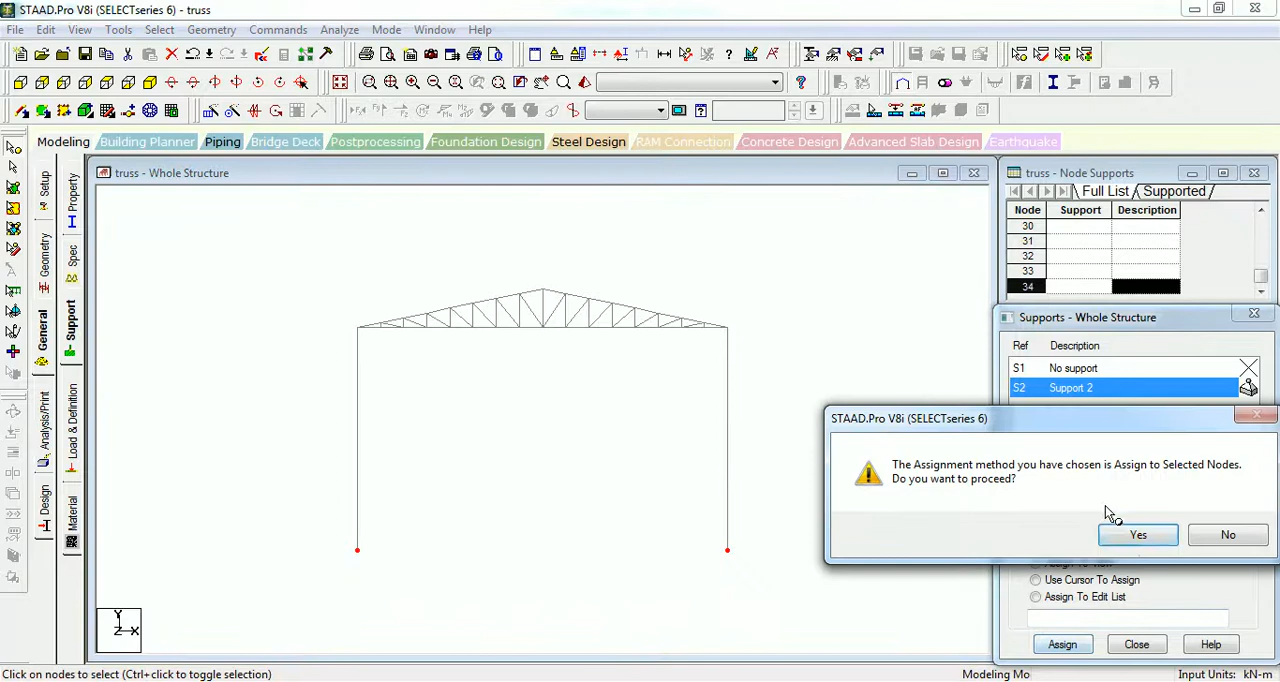 STAAD.Pro V8i (SELECTseries 6) - truss
File Edit View Tools Select Geometry Commands Analyze Mode Window Help
Modeling Building Planner Piping Bridge Deck Postprocessing Foundation Design Steel Design RAM Connection Concrete Design Advanced Slab Design Earthquake
Setup
Geometry
General
Analysis/Print
Design
Property
Spec
Support
Load & Definition
Material
truss - Whole Structure
truss - Node Supports
Full List Supported
Node Support Description
30
31
32
33
34
Supports - Whole Structure
Ref Description
S1 No support
S2 Support 2
STAAD.Pro V8i (SELECTseries 6)
The Assignment method you have chosen is Assign to Selected Nodes.
Do you want to proceed?
Yes No
Use Cursor To Assign
Assign To Edit List
Assign Close Help
Y
Z X
Click on nodes to select (Ctrl+click to toggle selection) Modeling Mo Input Units: kN-m